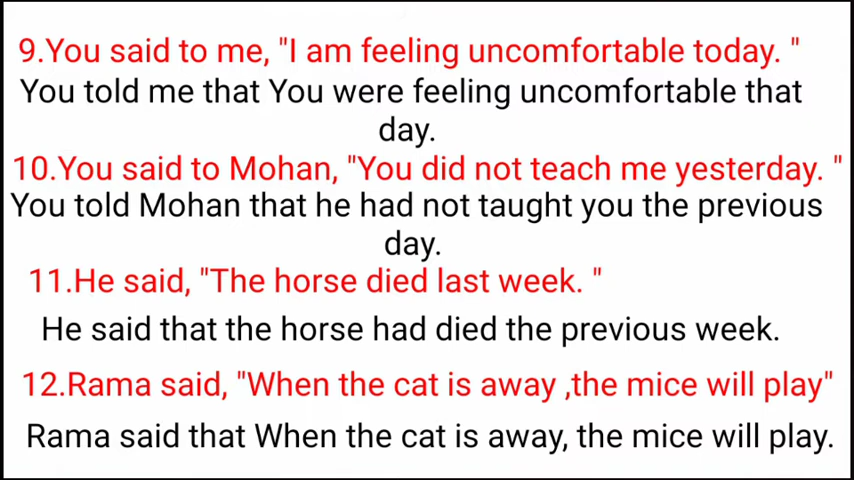 9.You said to me, "I am feeling uncomfortable today. "
You told me that You were feeling uncomfortable that
day.
10.You said to Mohan, "You did not teach me yesterday. "
You told Mohan that he had not taught you the previous
day.
11.He said, "The horse died last week. "
He said that the horse had died the previous week.
12.Rama said, "When the cat is away ,the mice will play"
Rama said that When the cat is away, the mice will play.